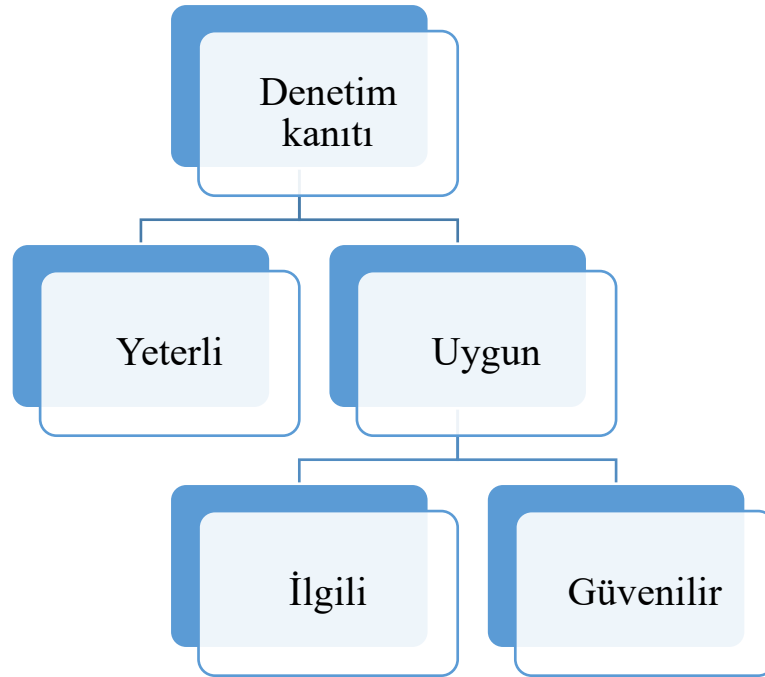 Denetim
kanıtı
Yeterli
Uygun
İlgili
Güvenilir